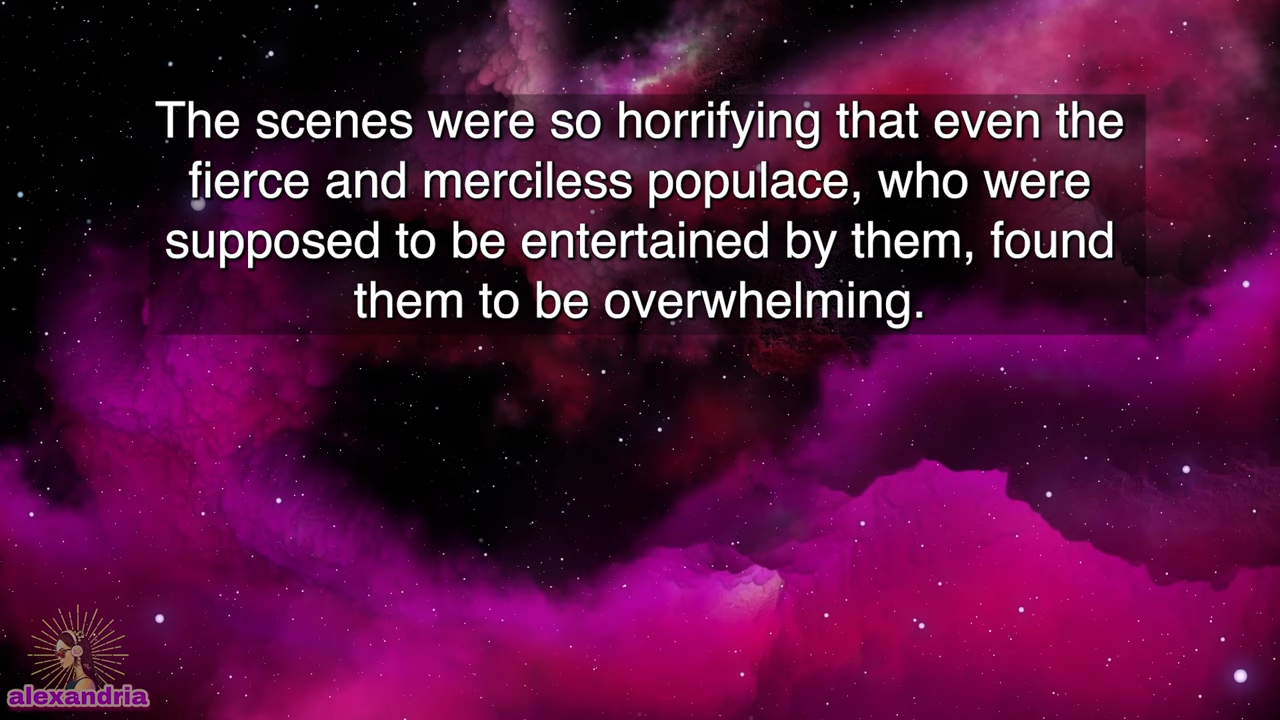 The scenes were so horrifying that even the
fierce and merciless populace, who were
supposed to be entertained by them, found
them to be overwhelming.
alexandria